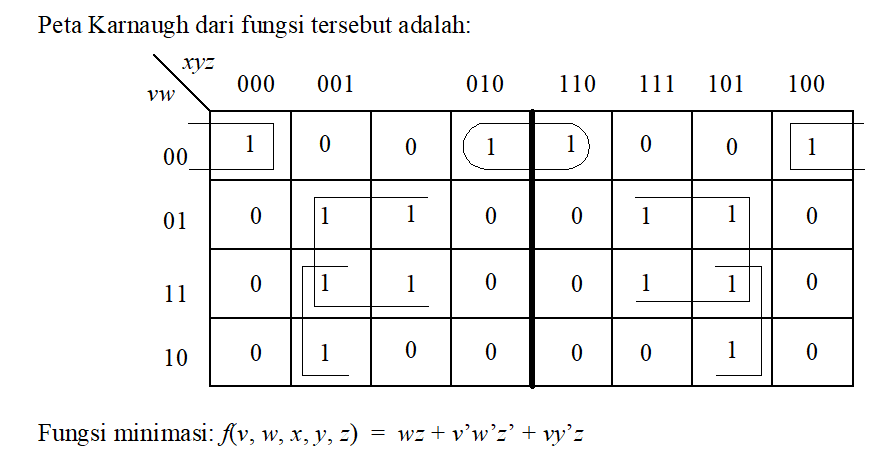 Peta Karnaugh dari fungsi tersebut adalah:
xyz
vw
000 001 010 110 111 101 100
00 1 0 0 1 1 0 0 1
01 0 1 1 0 0 1 1 0
11 0 1 1 0 0 1 1 0
10 0 1 0 0 0 0 1 0
Fungsi minimasi: f(v, w, x, y, z) = wz + v’w’z’ + vy’z